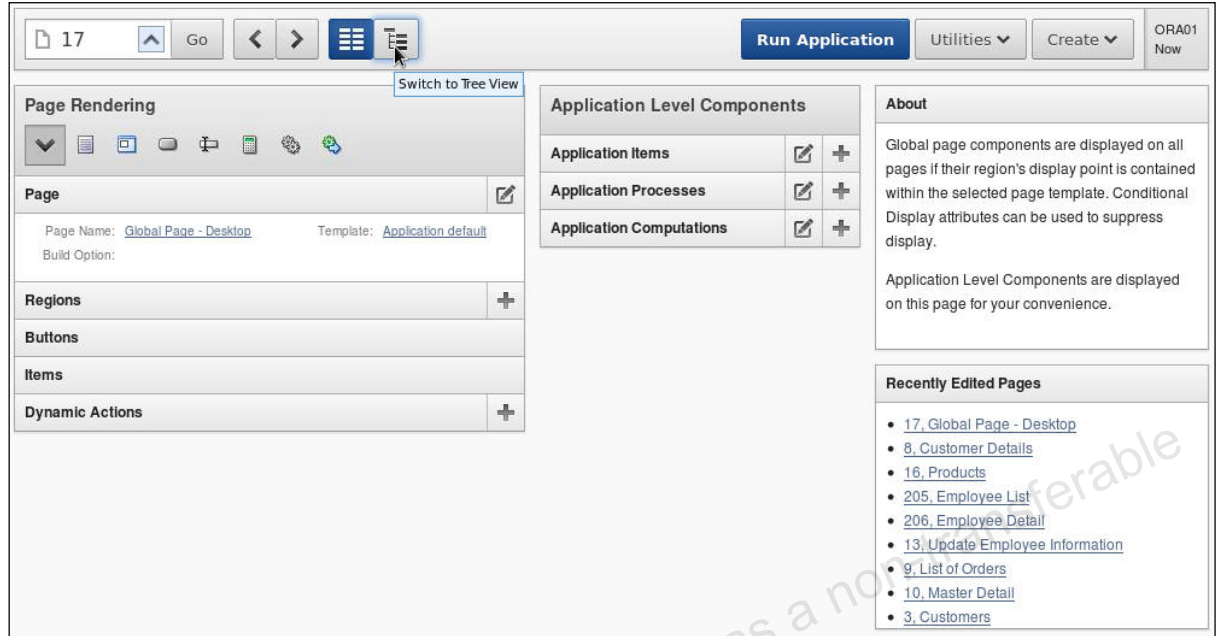 17
Go
Run Application
Utilities
Create
ORA01
Now
Switch to Tree View
Page Rendering
Page
Page Name: Global Page - Desktop Template: Application default
Build Option:
Regions
Buttons
Items
Dynamic Actions
Application Level Components
Application Items
Application Processes
Application Computations
About
Global page components are displayed on all
pages if their region's display point is contained
within the selected page template. Conditional
Display attributes can be used to suppress
display.
Application Level Components are displayed
on this page for your convenience.
Recently Edited Pages
17, Global Page - Desktop
8, Customer Details
16, Products
205, Employee List
206, Employee Detail
13, Update Employee Information
9, List of Orders
10, Master Detail
3, Customers
a non-transferable